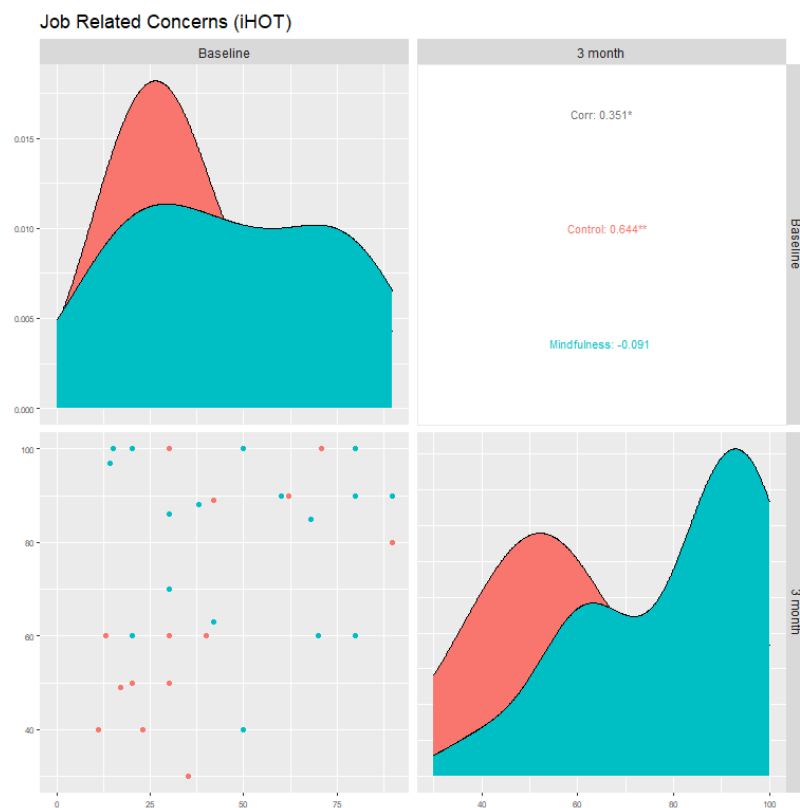 Job Related Concerns (iHOT)
Baseline
3 month
0.015
0.010
0.005
0.000
Corr: 0.351*
Control: 0.644**
Mindfulness: -0.091
Baseline
100
80
60
40
3 month
0
25
50
75
40
60
80
100